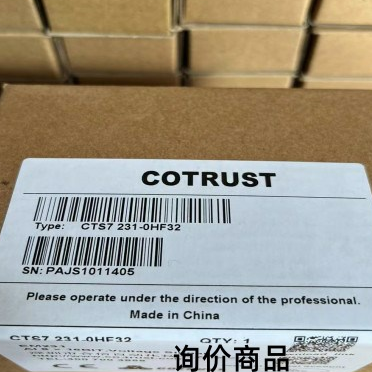 COTRUST
Type: CTS7 231-0HF32
SN: PAJS1011405
Please operate under the direction of the professional.
Made in China
CTS7 231-0HF32 QTY: 1
询价商品